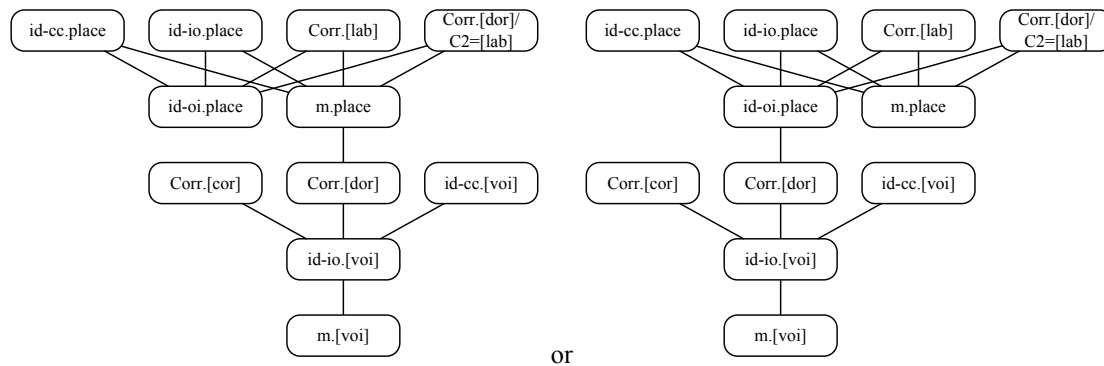 id-cc.place id-io.place Corr.[lab] Corr.[dor]/
C2=[lab]
id-oi.place m.place
Corr.[cor] Corr.[dor] id-cc.[voi]
id-io.[voi]
m.[voi]
or
id-cc.place id-io.place Corr.[lab] Corr.[dor]/
C2=[lab]
id-oi.place m.place
Corr.[cor] Corr.[dor] id-cc.[voi]
id-io.[voi]
m.[voi]